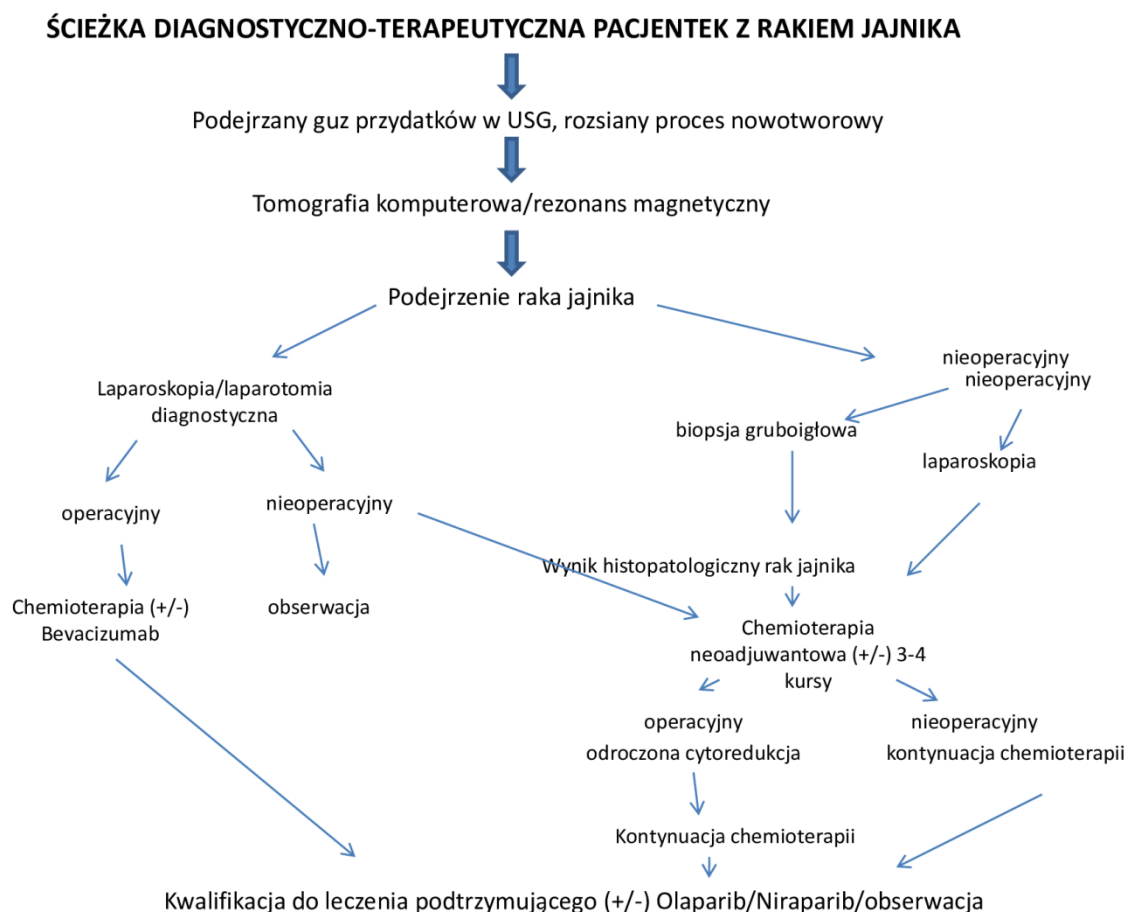 ŚCIEŻKA DIAGNOSTYCZNO-TERAPEUTYCZNA PACJENTEK Z RAKIEM JAJNIKA
Podejrzany guz przydatków w USG, rozsiany proces nowotworowy
Tomografia komputerowa/rezonans magnetyczny
Podejrzenie raka jajnika
Laparoskopia/laparotomia
diagnostyczna
nieoperacyjny
nieoperacyjny
biopsja gruboigłowa
laparoskopia
operacyjny
nieoperacyjny
Wynik histopatologiczny rak jajnika
Chemioterapia (+/-)
Bevacizumab
obserwacja
Chemioterapia
neoadjuwantowa (+/-) 3-4
kursy
operacyjny
odroczona cytoredukcja
nieoperacyjny
kontynuacja chemioterapii
Kontynuacja chemioterapii
Kwalifikacja do leczenia podtrzymującego (+/-) Olaparib/Niraparib/obserwacja